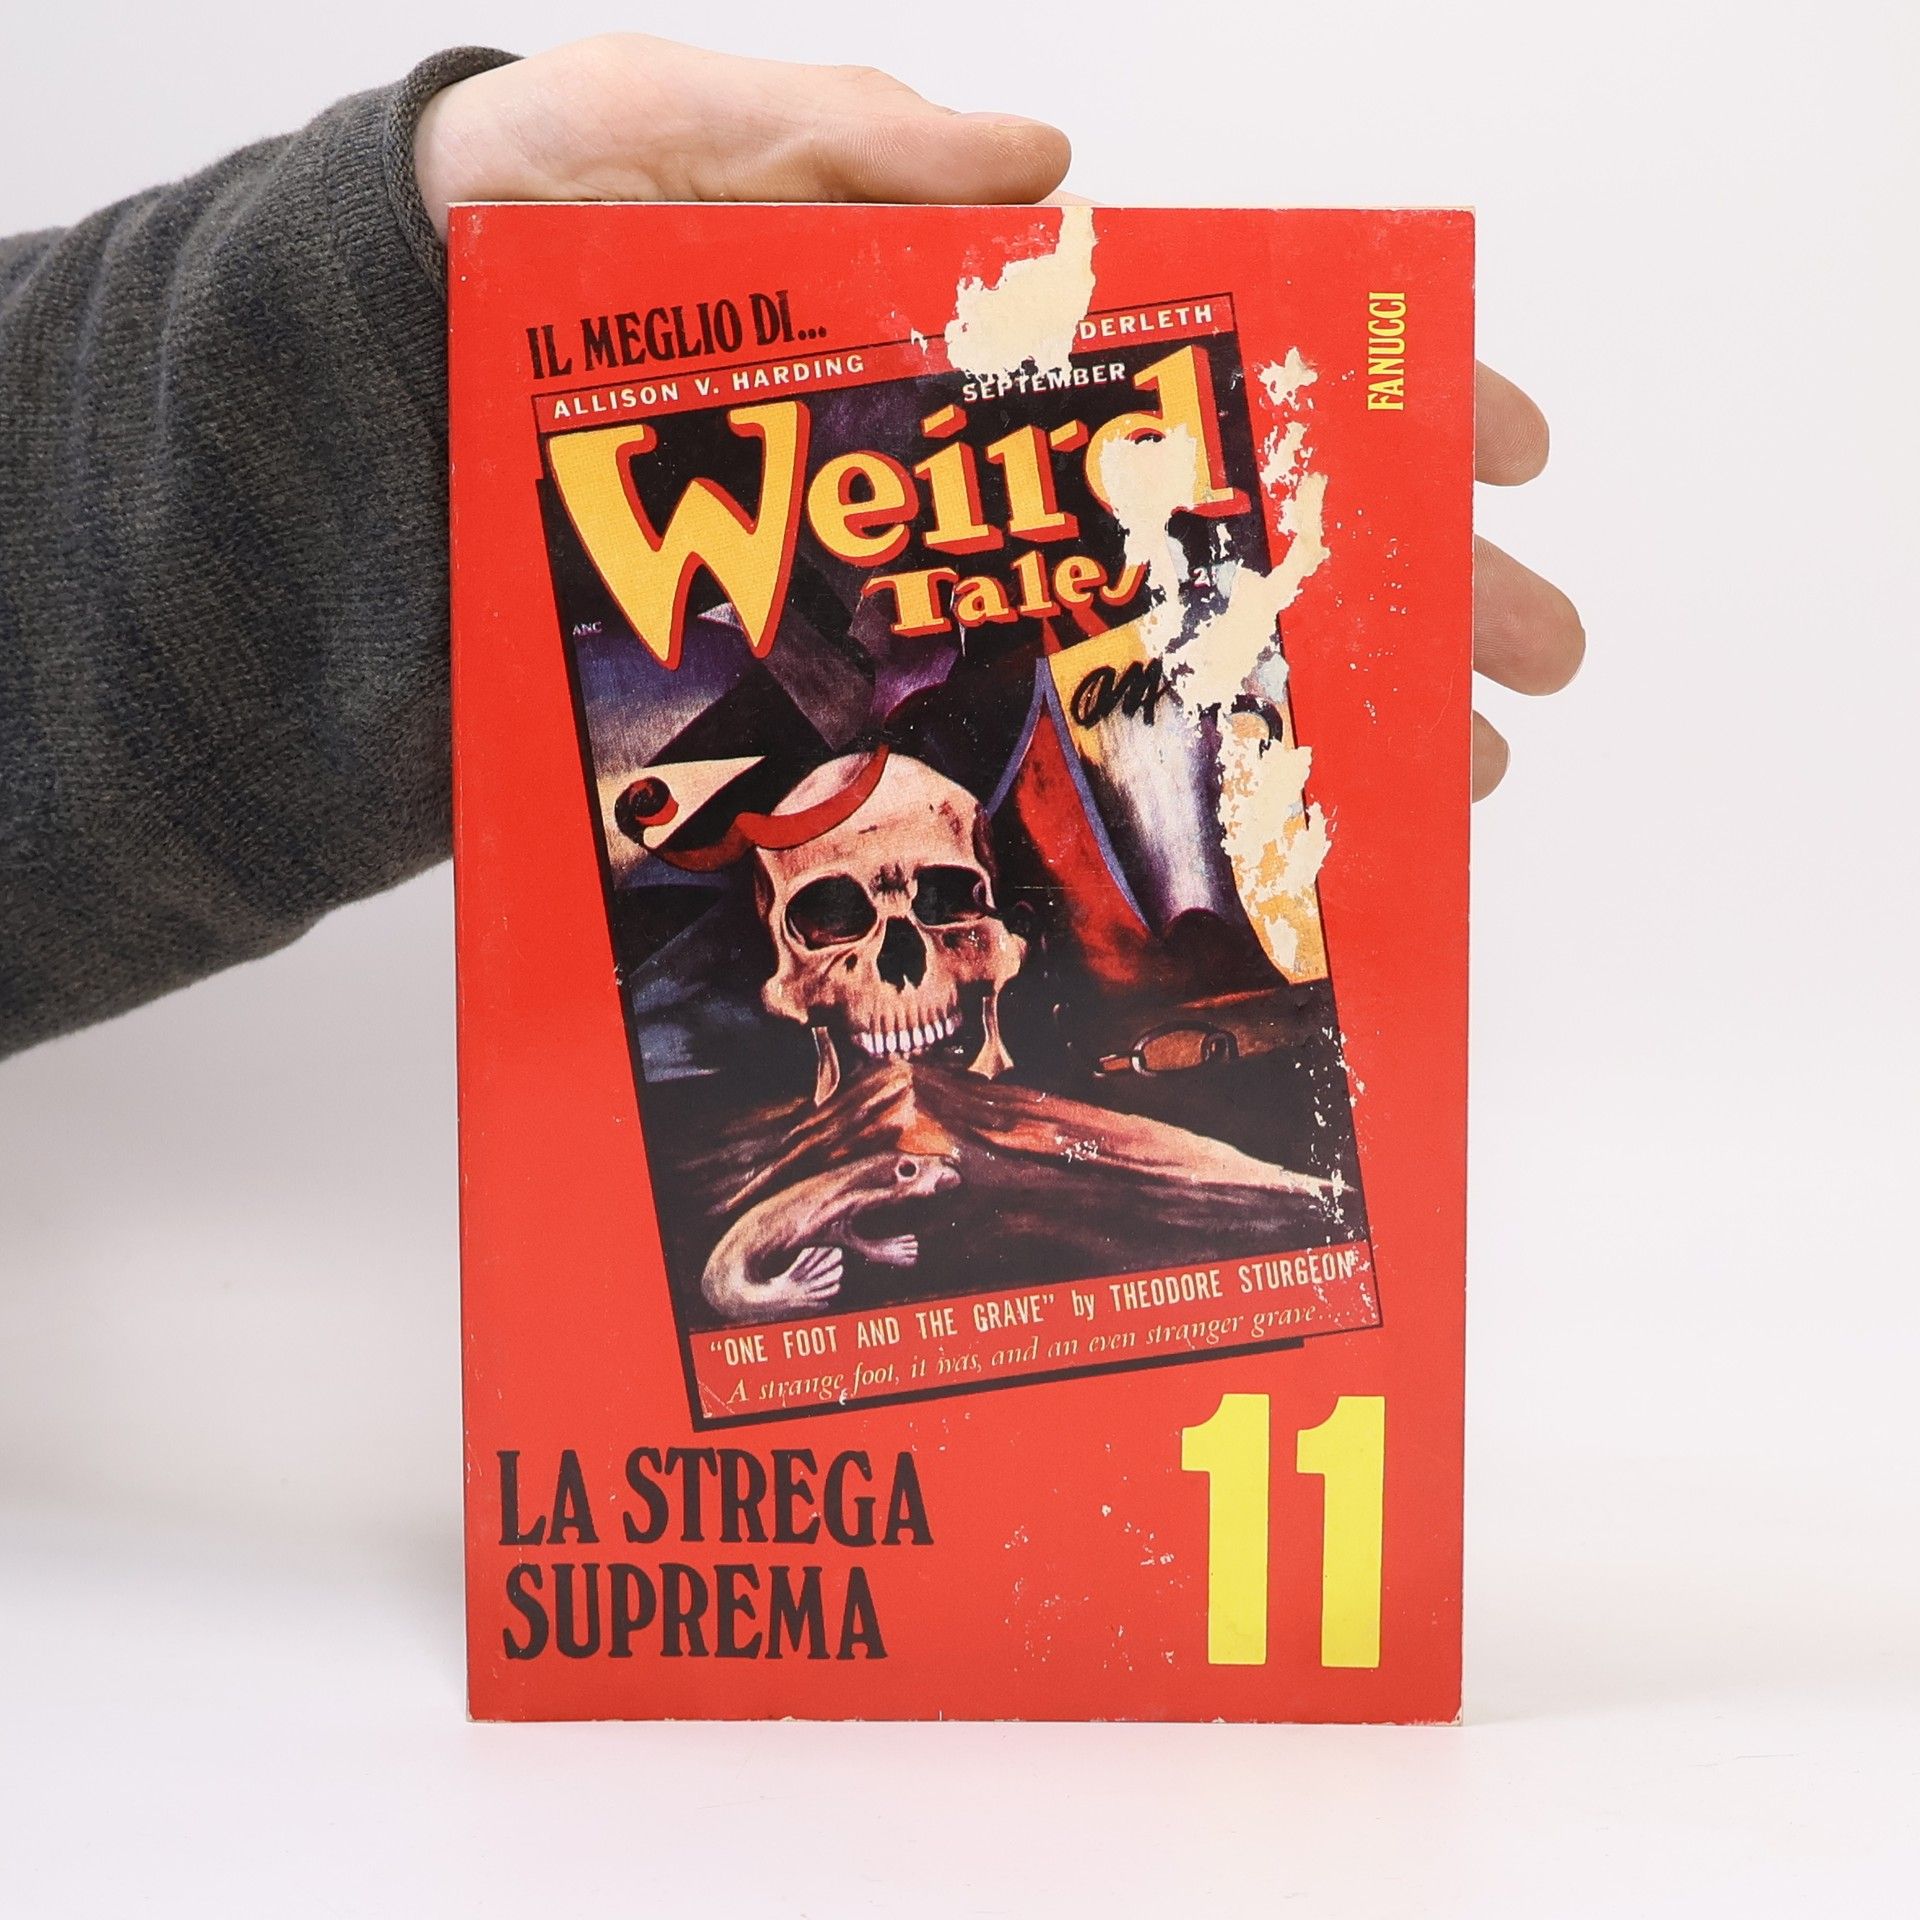 IL MEGLIO DI...
FANUCCI
ALLISON V. HARDING DERLETH
SEPTEMBER
Weird
Tales
LA STREGA
SUPREMA
11
"ONE FOOT AND THE GRAVE" by THEODORE STURGEON
A strange foot, it was, and an even stranger grave....